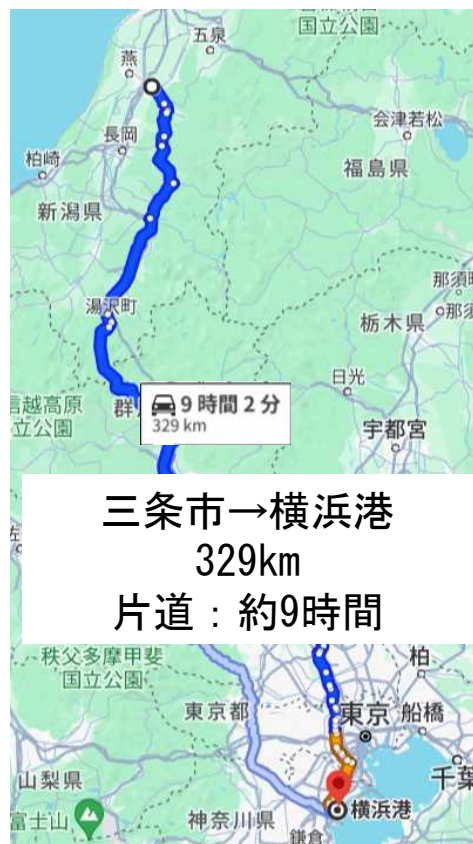 国立公園
五泉
燕
長岡
会津若松
柏崎
福島県
新潟県
湯沢町
栃木県
日光
信越高原
立公園
群
9 時間 2 分
329 km
宇都宮
三条市→横浜港
329km
片道：約9時間
秩父多摩甲斐
国立公園
柏
東京都
東京
船橋
山梨県
千葉
横浜港
富士山
神奈川県
鎌倉